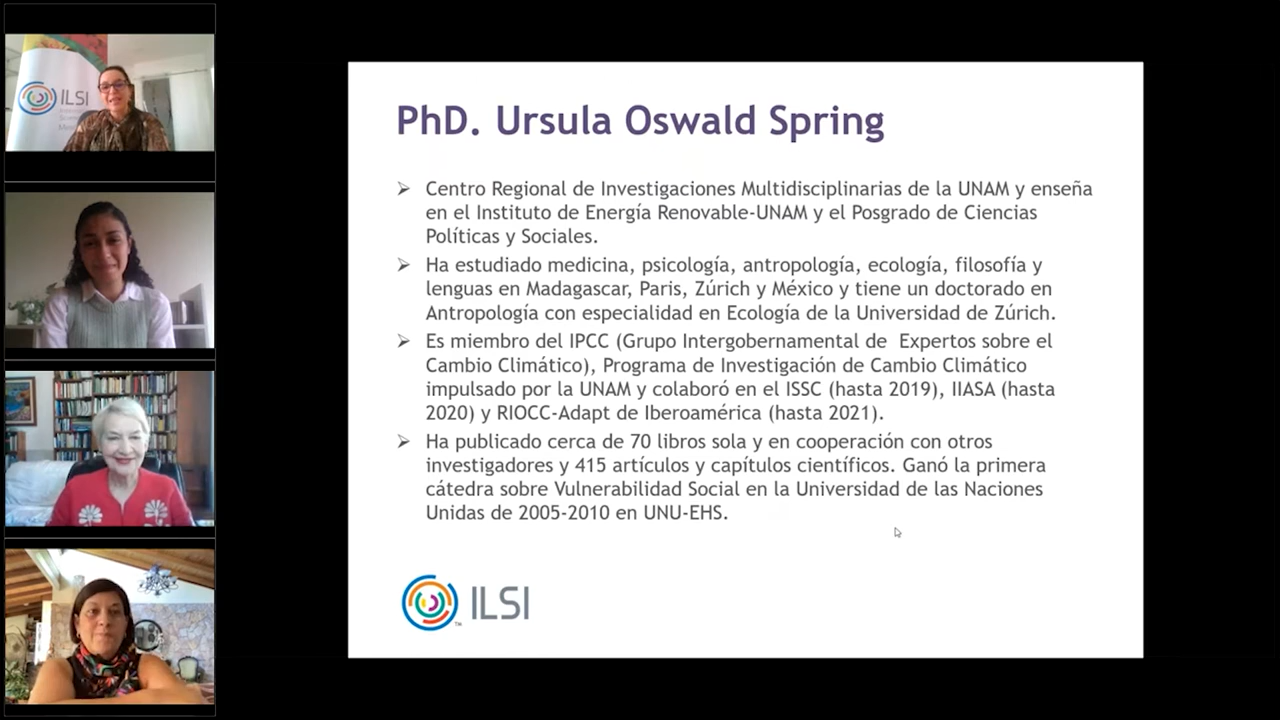 ILSI
PhD. Ursula Oswald Spring
➢ Centro Regional de Investigaciones Multidisciplinarias de la UNAM y enseña
en el Instituto de Energía Renovable-UNAM y el Posgrado de Ciencias
Políticas y Sociales.
➢ Ha estudiado medicina, psicología, antropología, ecología, filosofía y
lenguas en Madagascar, Paris, Zúrich y México y tiene un doctorado en
Antropología con especialidad en Ecología de la Universidad de Zúrich.
➢ Es miembro del IPCC (Grupo Intergobernamental de Expertos sobre el
Cambio Climático), Programa de Investigación de Cambio Climático
impulsado por la UNAM y colaboró en el ISSC (hasta 2019), IIASA (hasta
2020) y RIOCC-Adapt de Iberoamérica (hasta 2021).
➢ Ha publicado cerca de 70 libros sola y en cooperación con otros
investigadores y 415 artículos y capítulos científicos. Ganó la primera
cátedra sobre Vulnerabilidad Social en la Universidad de las Naciones
Unidas de 2005-2010 en UNU-EHS.
ILSI